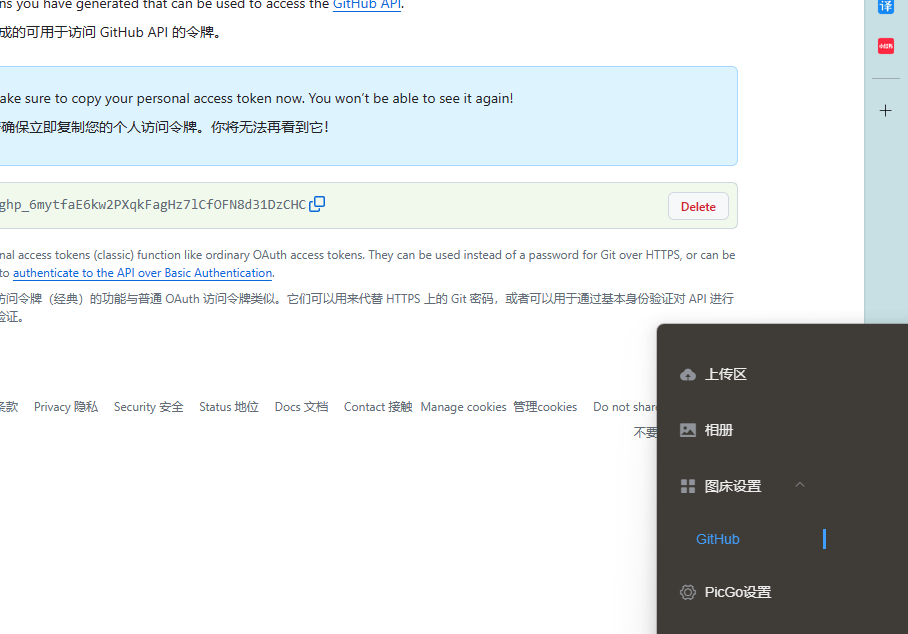 ns you have generated that can be used to access the GitHub API.
成的可用于访问 GitHub API 的令牌。
ake sure to copy your personal access token now. You won't be able to see it again!
确保立即复制您的个人访问令牌。你将无法再看到它！
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
Delete
nal access tokens (classic) function like ordinary OAuth access tokens. They can be used instead of a password for Git over HTTPS, or can be
to authenticate to the API over Basic Authentication.
访问令牌（经典）的功能与普通 OAuth 访问令牌类似。它们可以用来代替 HTTPS 上的 Git 密码，或者可以用于通过基本身份验证对 API 进行
验证。
条款 Privacy 隐私 Security 安全 Status 地位 Docs 文档 Contact 接触 Manage cookies 管理cookies Do not share
不要
译
小红书
上传区
相册
图床设置
GitHub
PicGo设置